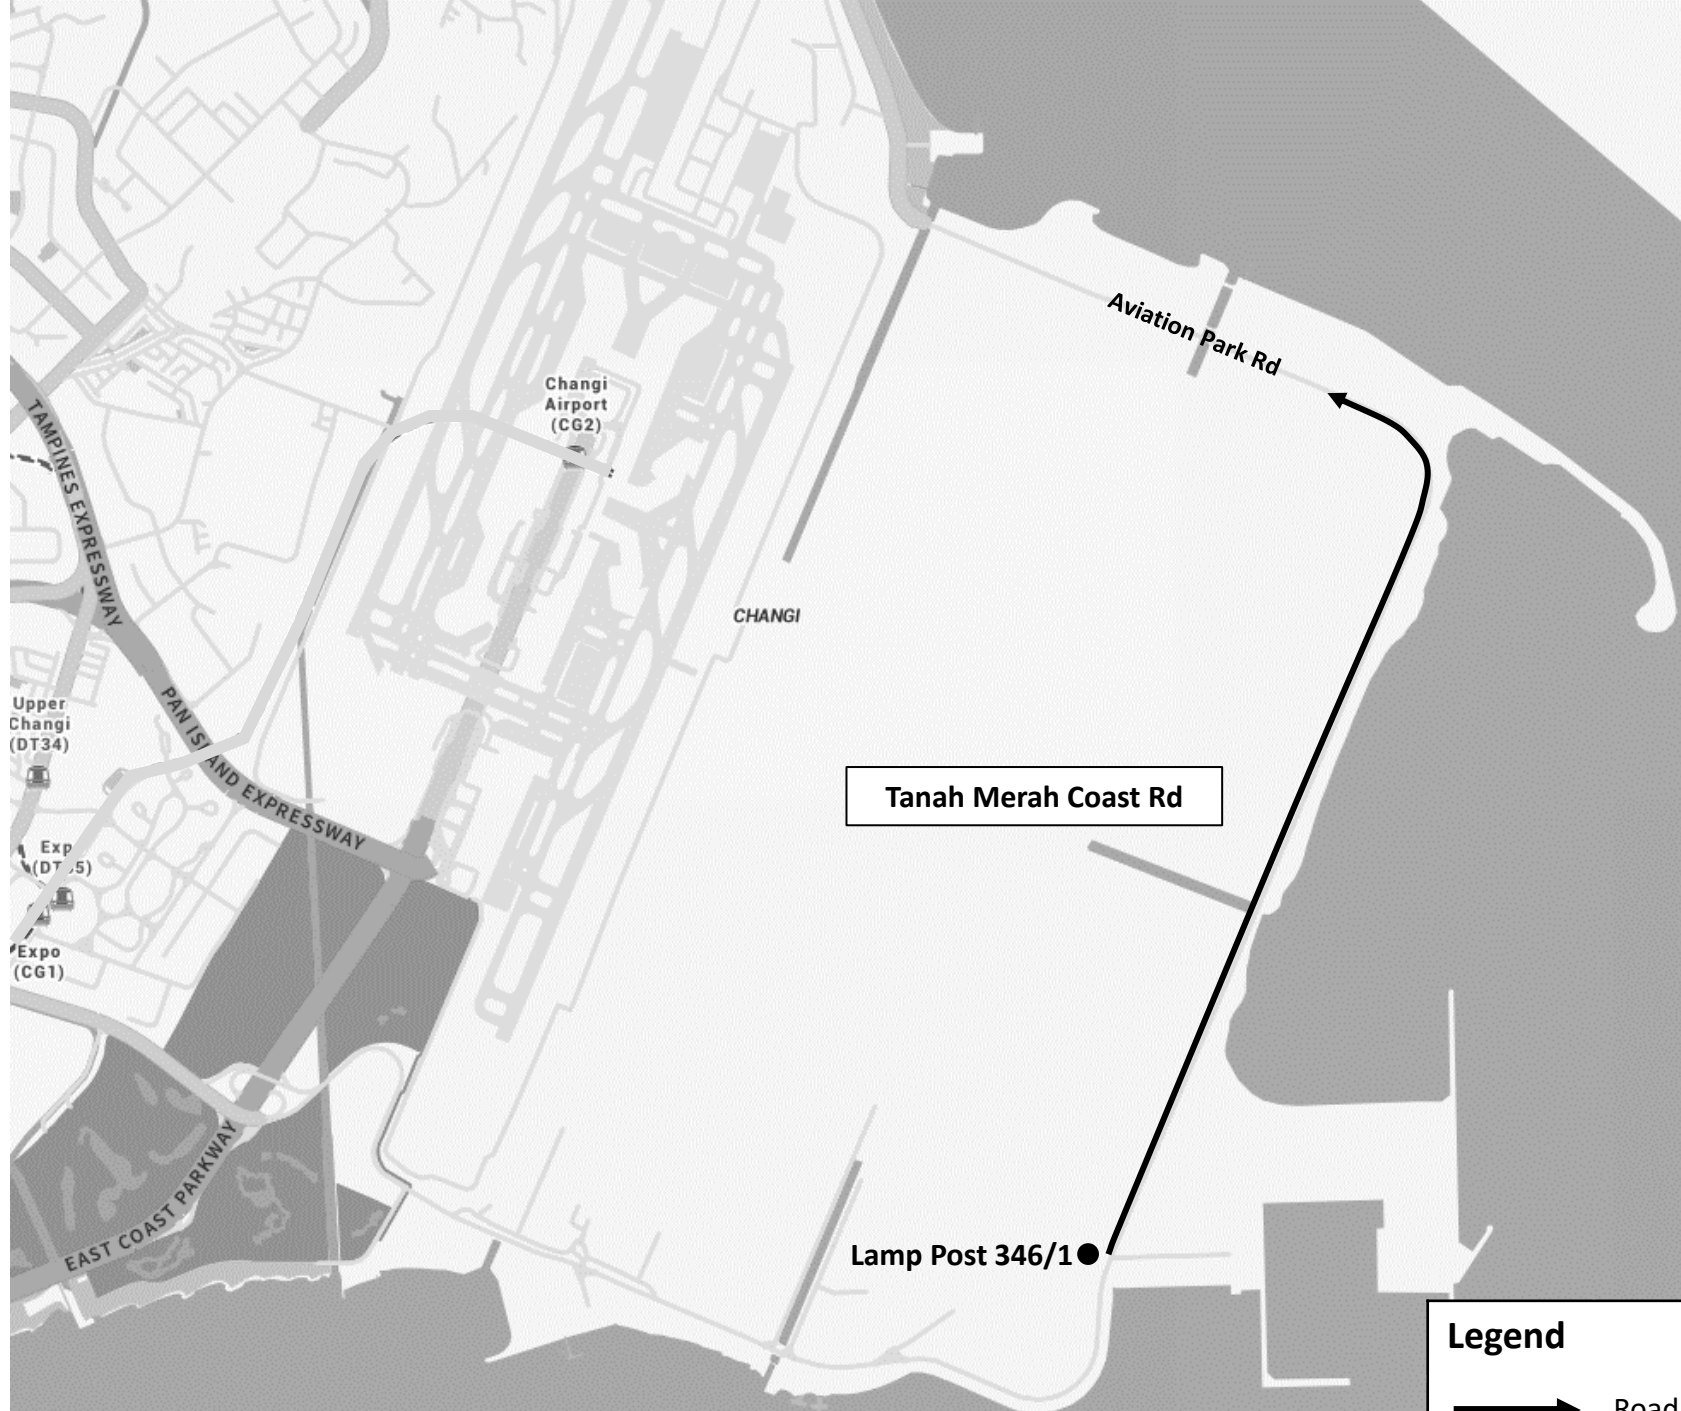 Aviation Park Rd
Changi
Airport
(CG2)
TAMPINES EXPRESSWAY
CHANGI
Upper
Changi
(DT34)
PAN ISLAND EXPRESSWAY
Tanah Merah Coast Rd
Expo
(CG1)
EAST COAST PARKWAY
Lamp Post 346/1
Legend
Road